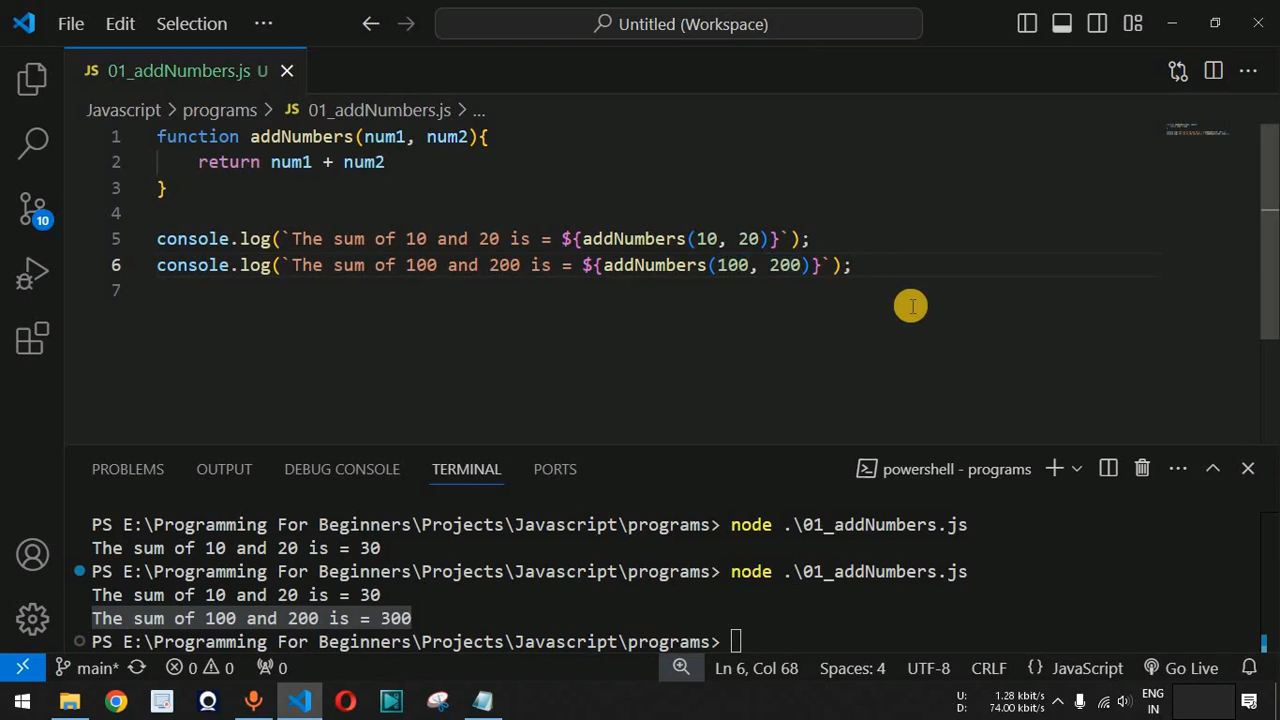 File Edit Selection ··· Untitled (Workspace)
JS 01_addNumbers.js U
Javascript > programs > JS 01_addNumbers.js > ...
1 function addNumbers(num1, num2){
2     return num1 + num2
3 }
4
5 console.log(`The sum of 10 and 20 is = ${addNumbers(10, 20)}`);
6 console.log(`The sum of 100 and 200 is = ${addNumbers(100, 200)}`);
7
10
PROBLEMS OUTPUT DEBUG CONSOLE TERMINAL PORTS powershell - programs
PS E:\Programming For Beginners\Projects\Javascript\programs> node .\01_addNumbers.js
The sum of 10 and 20 is = 30
PS E:\Programming For Beginners\Projects\Javascript\programs> node .\01_addNumbers.js
The sum of 10 and 20 is = 30
The sum of 100 and 200 is = 300
PS E:\Programming For Beginners\Projects\Javascript\programs>
main* 0 0 0 Ln 6, Col 68 Spaces: 4 UTF-8 CRLF {} JavaScript Go Live
U: 1.28 kbit/s ENG
D: 74.00 kbit/s IN